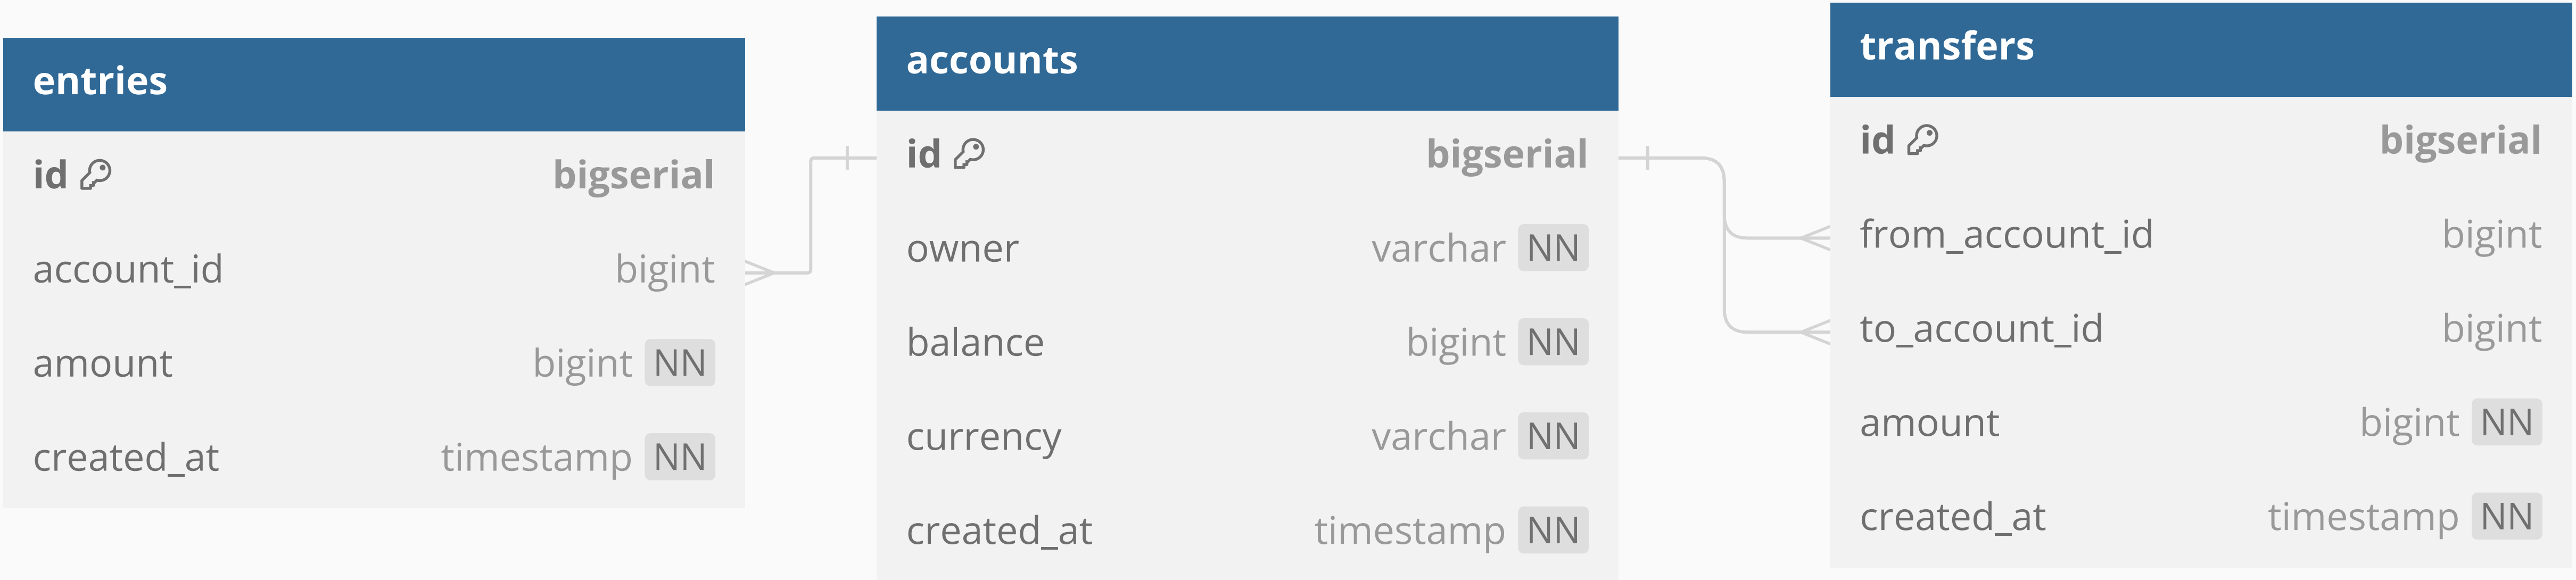 entries
id bigserial
account_id bigint
amount bigint NN
created_at timestamp NN
accounts
id bigserial
owner varchar NN
balance bigint NN
currency varchar NN
created_at timestamp NN
transfers
id bigserial
from_account_id bigint
to_account_id bigint
amount bigint NN
created_at timestamp NN